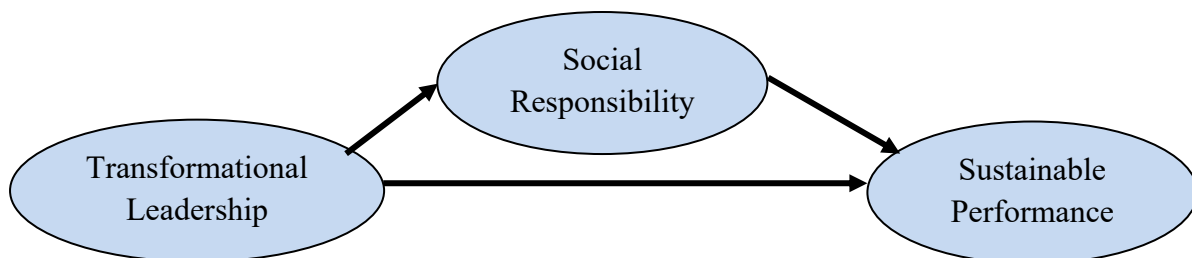 Social
Responsibility
Transformational
Leadership
Sustainable
Performance